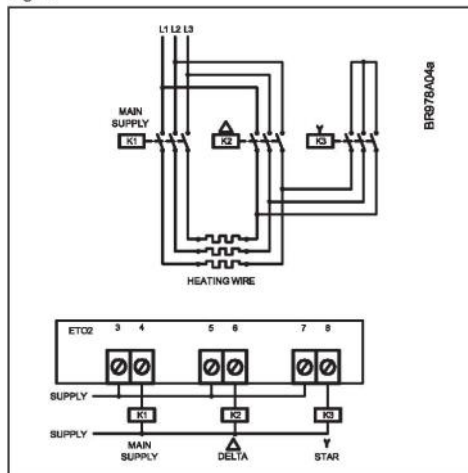 L1 L2 L3
BR978A04a
MAIN
SUPPLY
K1
K2
Y
K3
HEATING WIRE
ETO2
3 4 5 6 7 8
SUPPLY
K1
K2
K3
SUPPLY
MAIN
SUPPLY
DELTA
Y
STAR